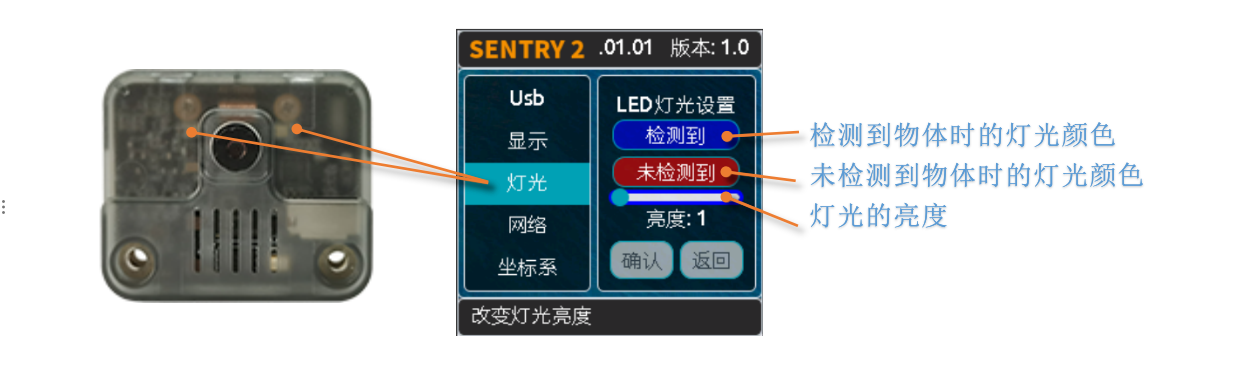 SENTRY 2 .01.01 版本: 1.0
Usb
显示
灯光
网络
坐标系
LED灯光设置
检测到
未检测到
亮度: 1
确认 返回
改变灯光亮度
检测到物体时的灯光颜色
未检测到物体时的灯光颜色
灯光的亮度